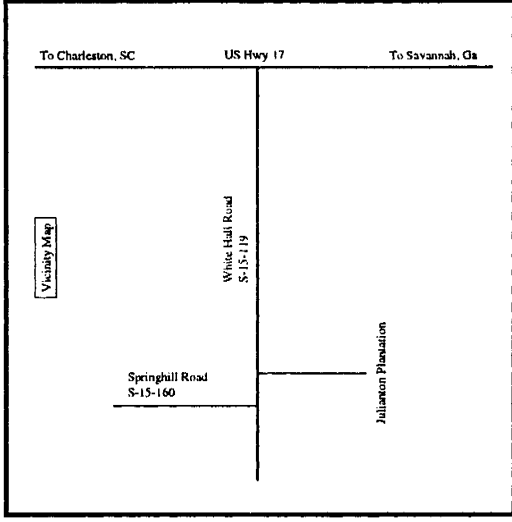 To Charleston, SC
US Hwy 17
To Savannah, Ga
Vicinity Map
White Hall Road
S-15-119
Springhill Road
S-15-160
Julianton Plantation